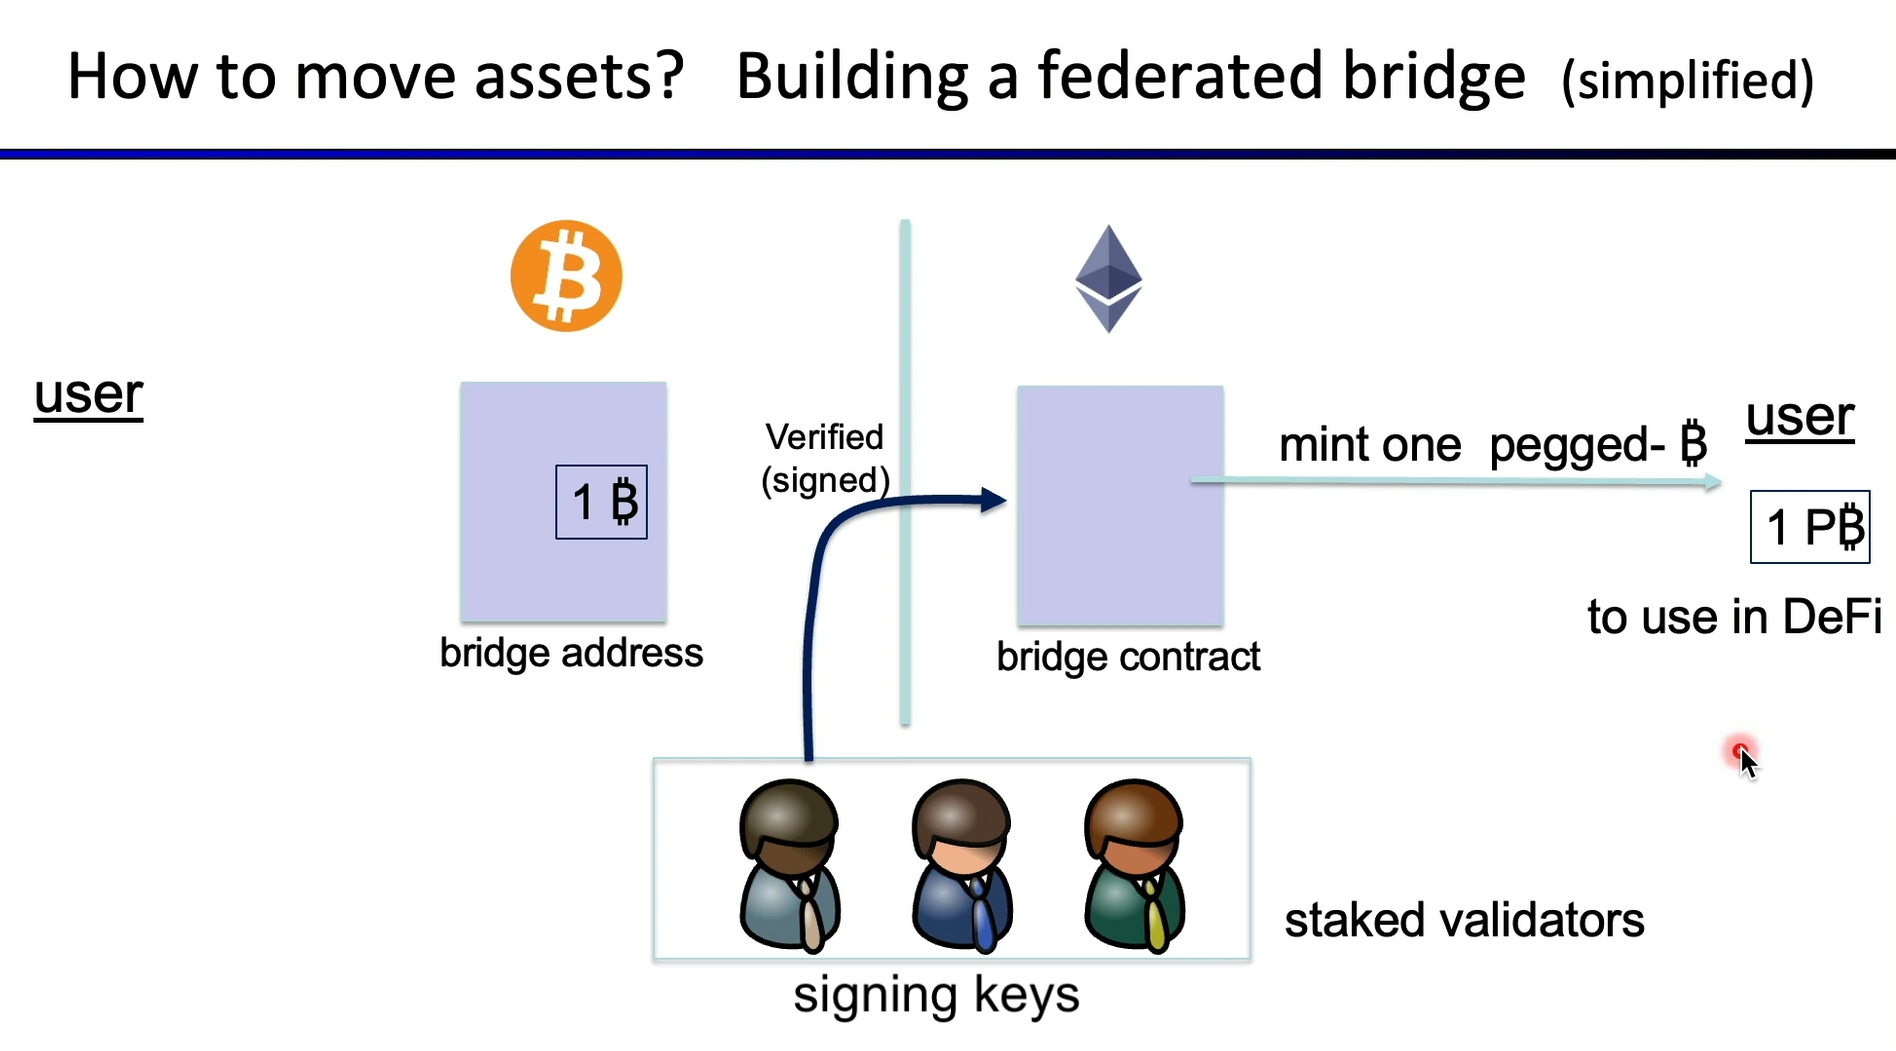 How to move assets? Building a federated bridge (simplified)
user
1 ₿
bridge address
Verified
(signed)
bridge contract
mint one pegged- ₿
user
1 P₿
to use in DeFi
staked validators
signing keys